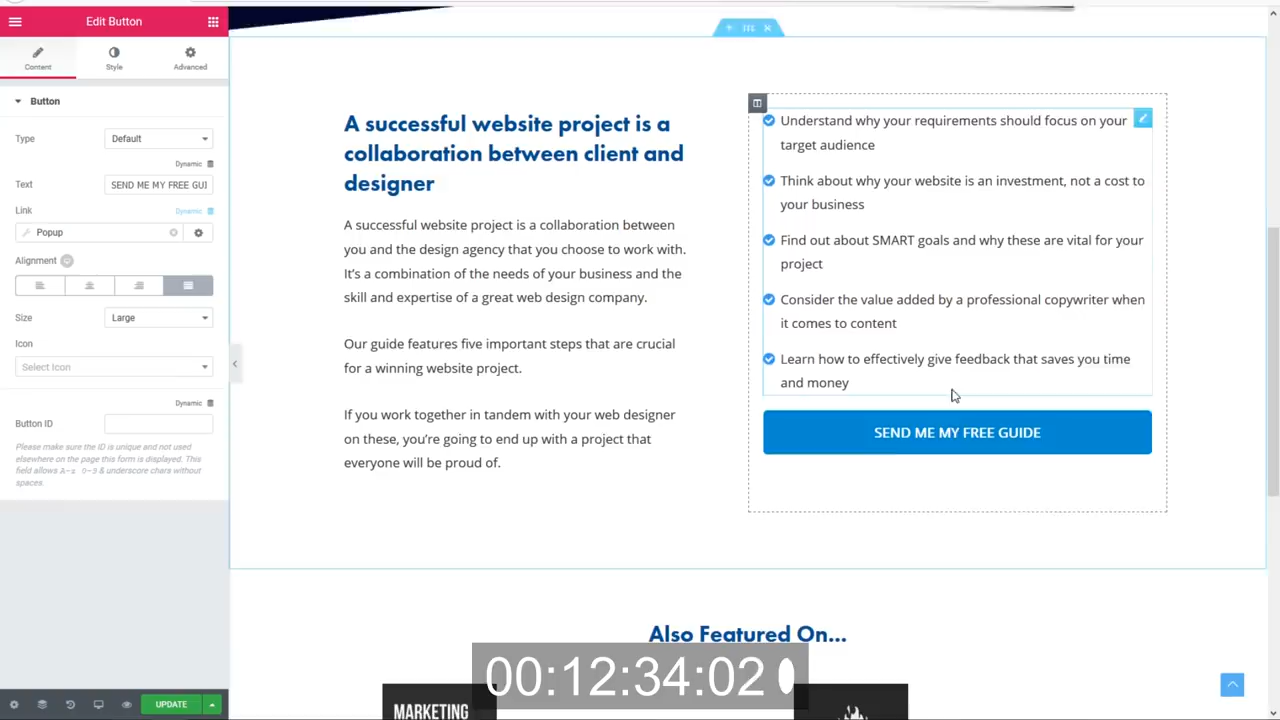 Edit Button
Content
Style
Advanced
Button
Type
Default
Dynamic
Text
SEND ME MY FREE GUI
Link
Dynamic
Popup
Alignment
Size
Large
Icon
Select Icon
Dynamic
Button ID
Please make sure the ID is unique and not used
elsewhere on the page this form is displayed. This
field allows A-z 0-9 & underscore chars without
spaces.
UPDATE
A successful website project is a
collaboration between client and
designer
A successful website project is a collaboration between
you and the design agency that you choose to work with.
It's a combination of the needs of your business and the
skill and expertise of a great web design company.
Our guide features five important steps that are crucial
for a winning website project.
If you work together in tandem with your web designer
on these, you're going to end up with a project that
everyone will be proud of.
Understand why your requirements should focus on your
target audience
Think about why your website is an investment, not a cost to
your business
Find out about SMART goals and why these are vital for your
project
Consider the value added by a professional copywriter when
it comes to content
Learn how to effectively give feedback that saves you time
and money
SEND ME MY FREE GUIDE
Also Featured On...
00:12:34:02
MARKETING